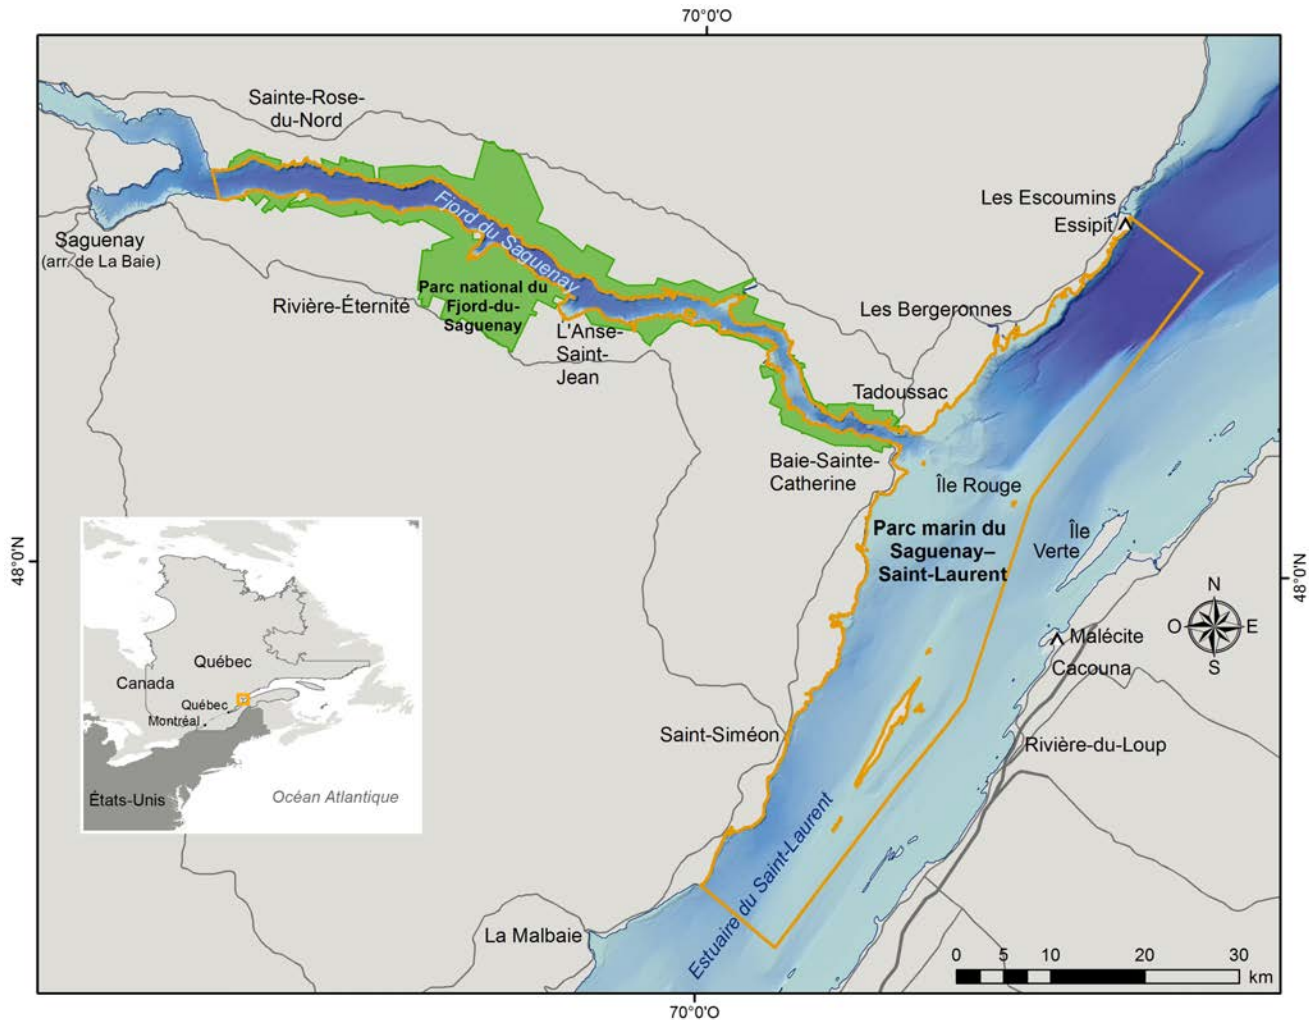 70°0'O
Sainte-Rose-
du-Nord
Les Escoumins
Essipit
Saguenay
(arr. de La Baie)
Fjord du Saguenay
Rivière-Éternité
Parc national du
Fjord-du-
Saguenay
L'Anse-
Saint-
Jean
Les Bergeronnes
Tadoussac
Baie-Sainte-
Catherine
Île Rouge
Parc marin du
Saguenay–
Saint-Laurent
Île
Verte
48°0'N
48°0'N
N
O
E
S
Malécite
Cacouna
Québec
Canada
Québec
Montréal
États-Unis
Océan Atlantique
Saint-Siméon
Rivière-du-Loup
Estuaire du Saint-Laurent
La Malbaie
0 5 10 20 30
km
70°0'O